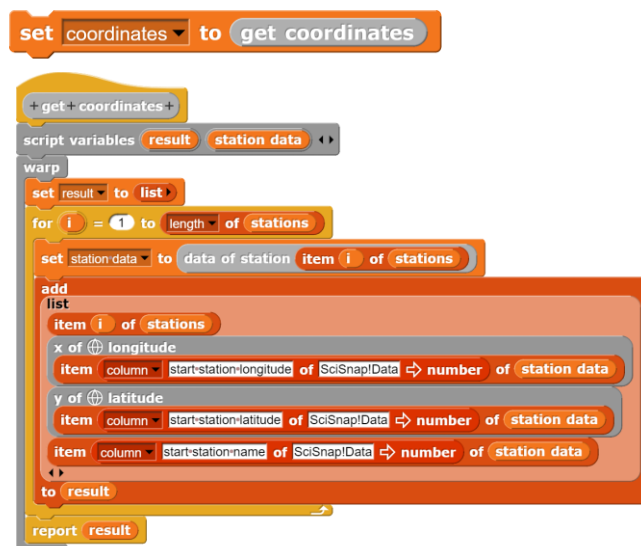 set coordinates to get coordinates
+ get + coordinates +
script variables result station data
warp
set result to list
for i = 1 to length of stations
set station data to data of station item i of stations
add
list
item i of stations
x of longitude
item column start station longitude of SciSnap!Data number of station data
y of latitude
item column start station latitude of SciSnap!Data number of station data
item column start station name of SciSnap!Data number of station data
to result
report result